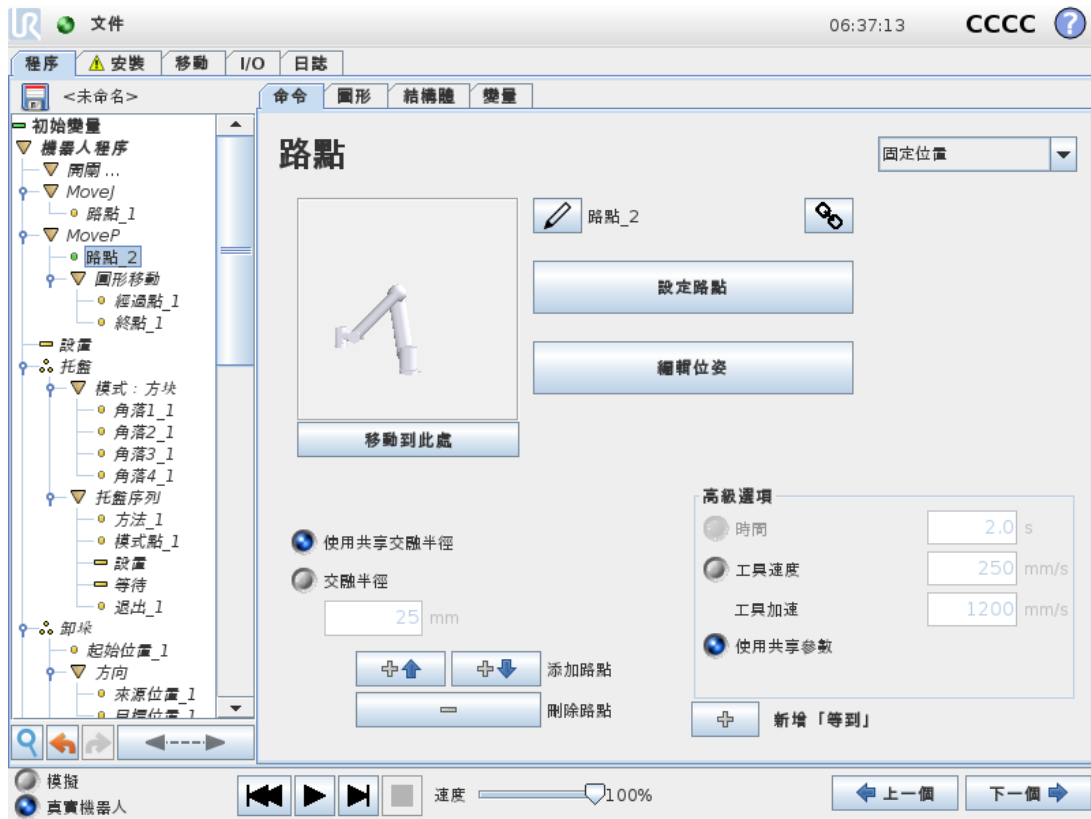 UR 文件 06:37:13 CCCC ?
程序 安裝 移動 I/O 日誌
<未命名> 命令 圖形 結構體 變量
初始變量
機器人程序
開關 ...
MoveJ
路點_1
MoveP
路點_2
圓形移動
經過點_1
終點_1
設置
托盤
模式：方块
角落1_1
角落2_1
角落3_1
角落4_1
托盤序列
方法_1
模式點_1
設置
等待
退出_1
卸垛
起始位置_1
方向
來源位置_1
目標位置_1
路點
固定位置
路點_2
設定路點
編輯位姿
移動到此處
使用共享交融半徑
交融半徑
25 mm
添加路點
刪除路點
高級選項
時間 2.0 s
工具速度 250 mm/s
工具加速 1200 mm/s
使用共享參數
新增「等到」
模擬
真實機器人
速度 100%
上一個 下一個